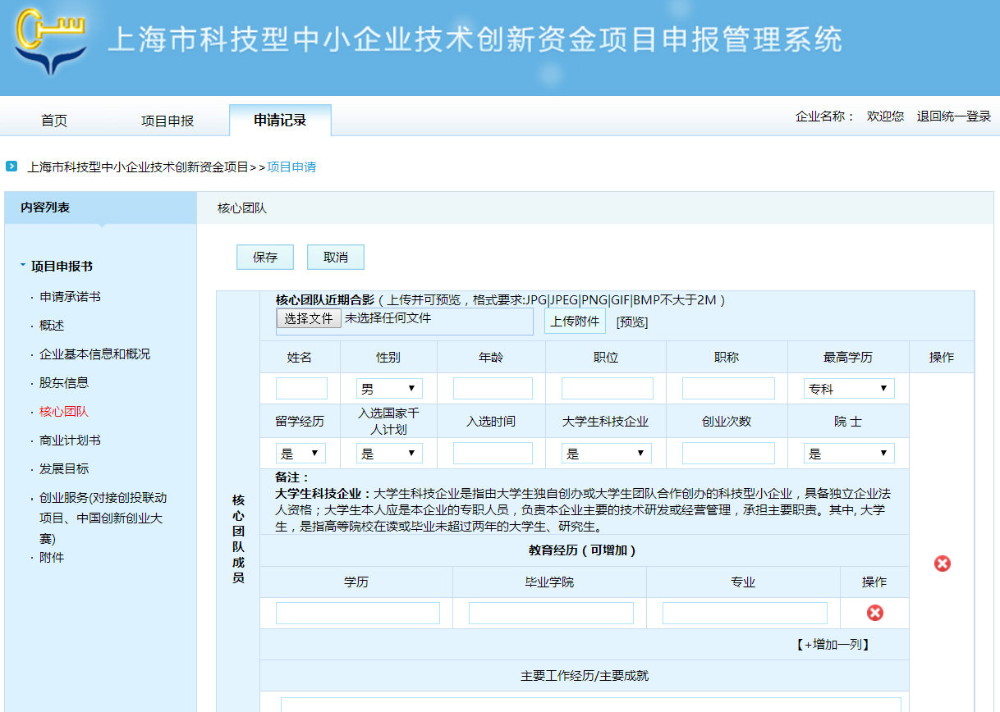 上海市科技型中小企业技术创新资金项目申报管理系统
首页 项目申报 申请记录 企业名称： 欢迎您 退回统一登录
上海市科技型中小企业技术创新资金项目>>项目申请
内容列表
项目申报书
· 申请承诺书
· 概述
· 企业基本信息和概况
· 股东信息
· 核心团队
· 商业计划书
· 发展目标
· 创业服务(对接创投联动
项目、中国创新创业大
赛)
· 附件
核心团队
保存 取消
核心团队成员
核心团队近期合影（上传并可预览，格式要求:JPG|JPEG|PNG|GIF|BMP不大于2M）
选择文件 未选择任何文件 上传附件 [预览]
姓名 性别 年龄 职位 职称 最高学历 操作
男 专科
留学经历 入选国家千
人计划 入选时间 大学生科技企业 创业次数 院 士
是 是 是 是
备注：
大学生科技企业：大学生科技企业是指由大学生独自创办或大学生团队合作创办的科技型小企业，具备独立企业法
人资格；大学生本人应是本企业的专职人员，负责本企业主要的技术研发或经营管理，承担主要职责。其中, 大学
生，是指高等院校在读或毕业未超过两年的大学生、研究生。
教育经历（可增加）
学历 毕业学院 专业 操作
【+增加一列】
主要工作经历/主要成就